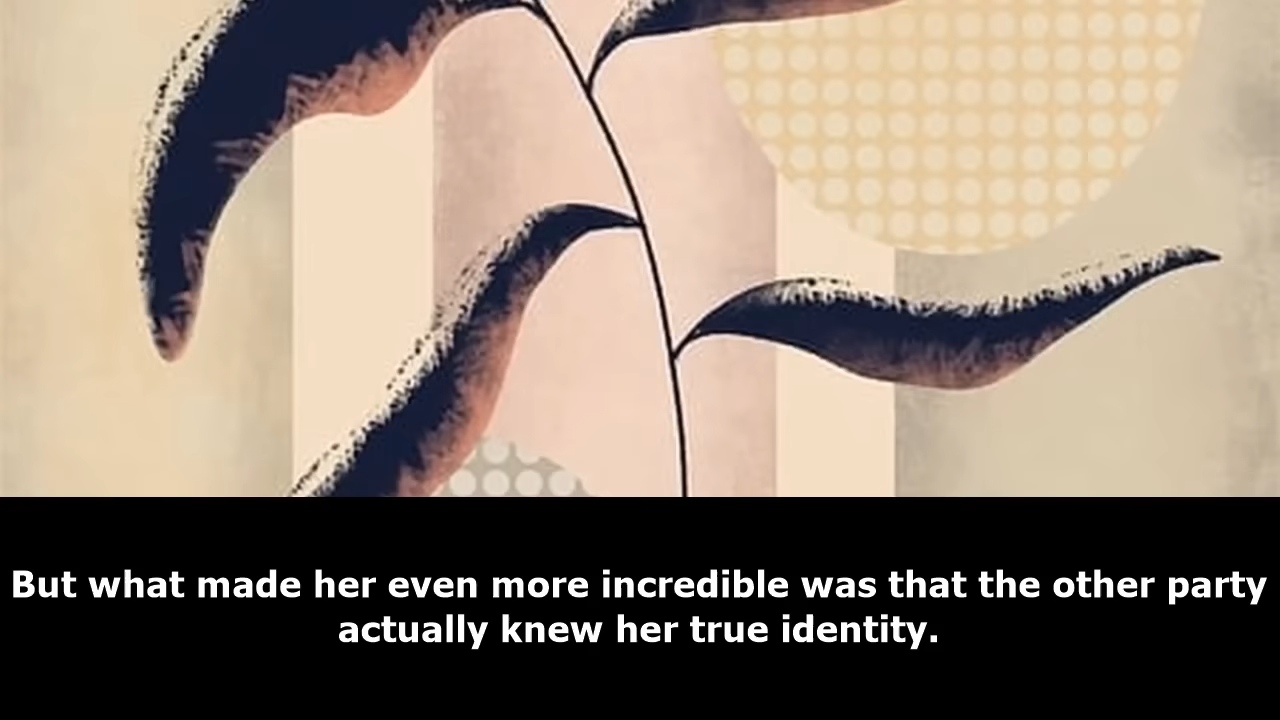 But what made her even more incredible was that the other party
actually knew her true identity.